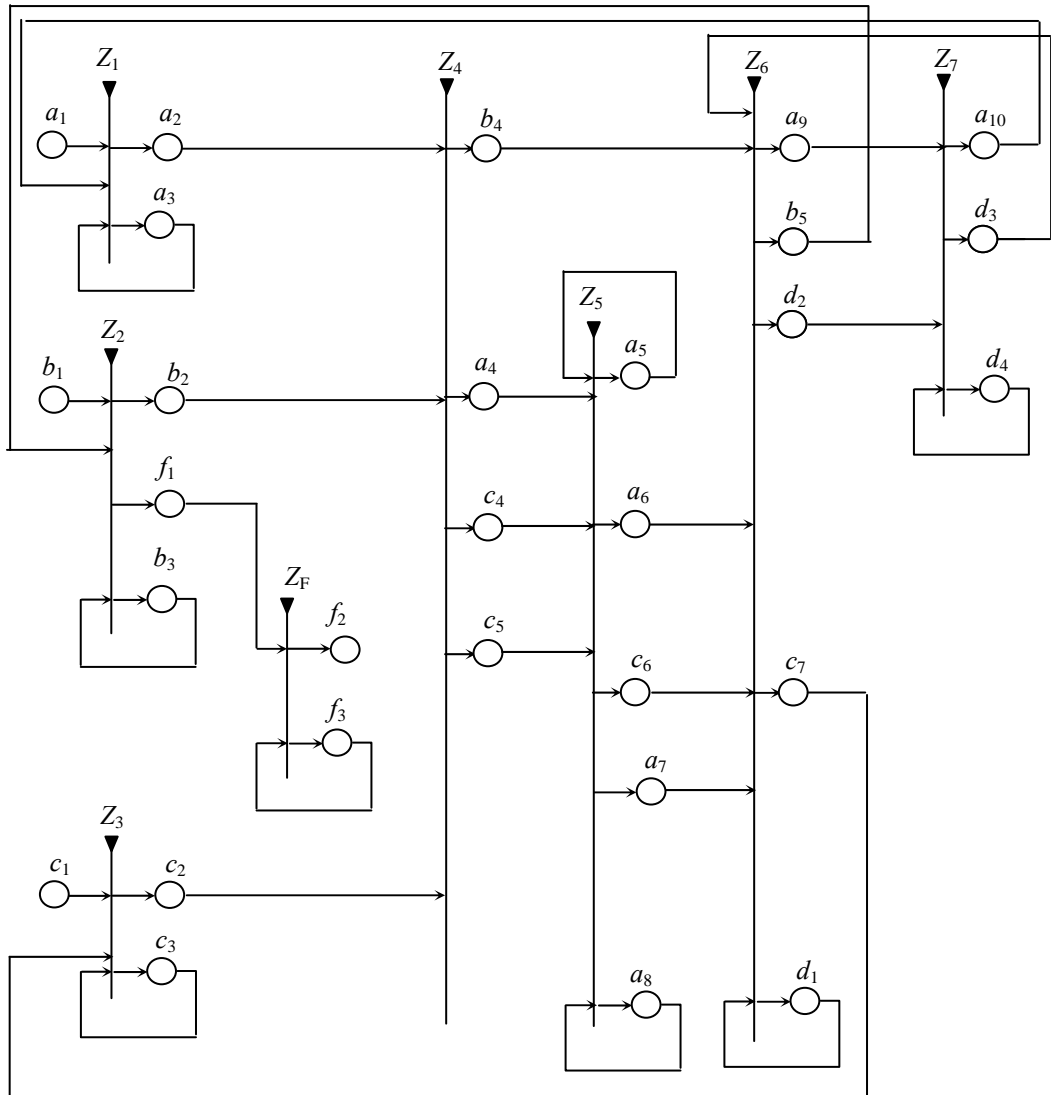 Z1 Z4 Z6 Z7
a1 a2 b4 a9 a10
a3 b5 d3
Z5 d2
Z2 a5 d4
b1 b2 a4
f1 c4 a6
b3
ZF f2 c5 c6 c7
f3
a7
Z3
c1 c2
c3 a8 d1